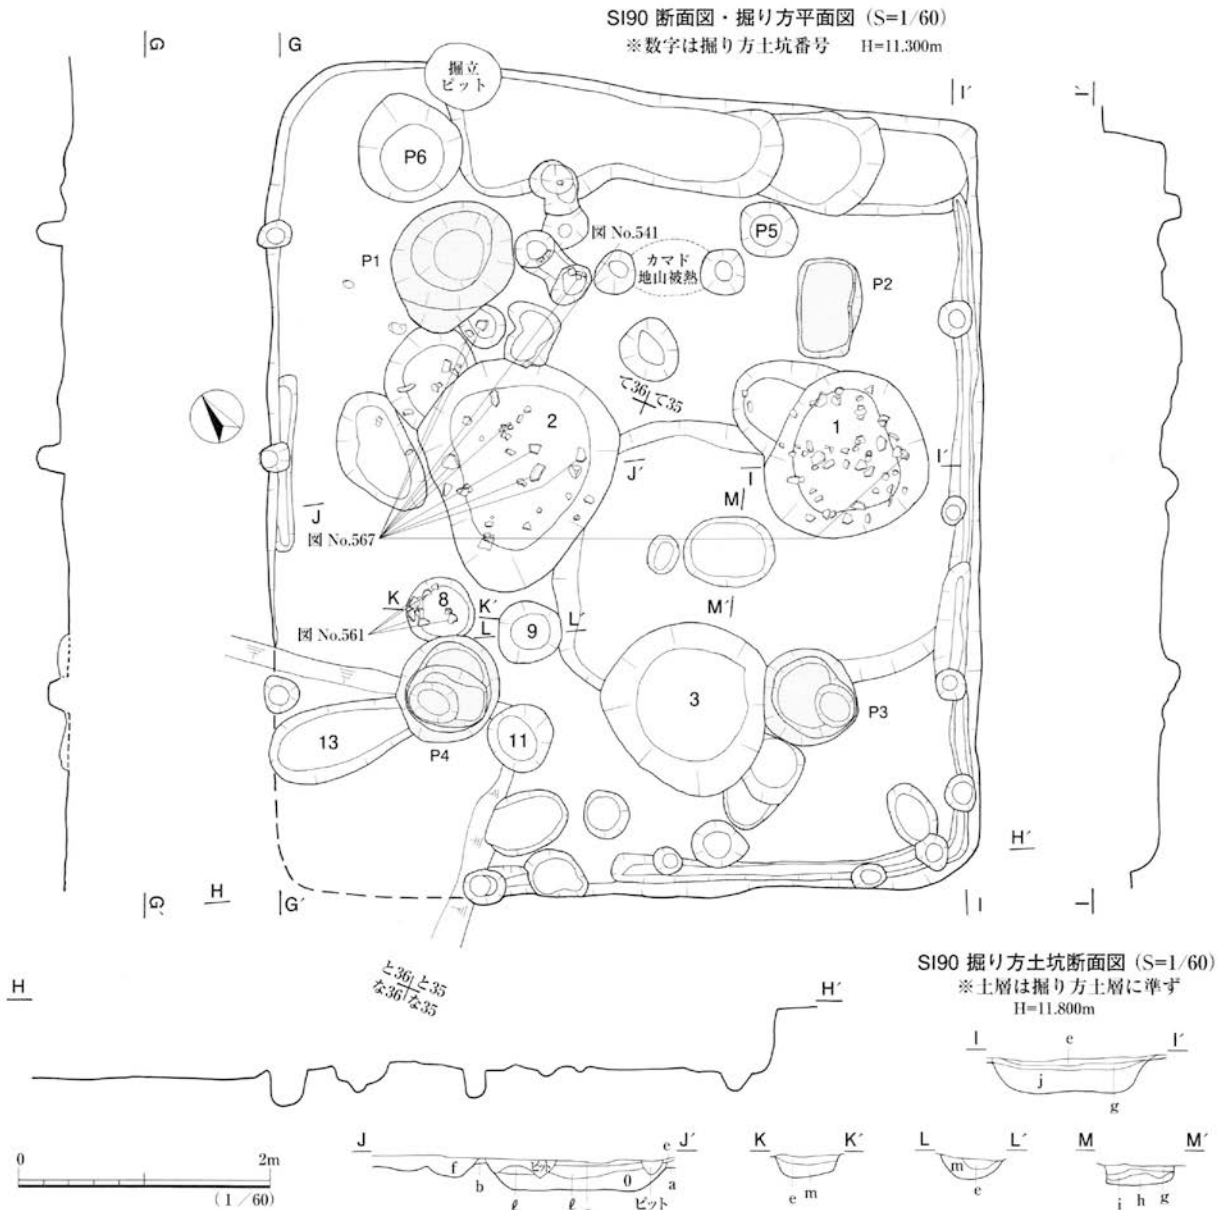 SI90 断面図・掘り方平面図 (S=1/60)
※数字は掘り方土坑番号 H=11.300m
G
G
I´
I´
掘立
ピット
P6
P5
図 No.541
カマド
地山被熱
P1
P2
て36 て35
2
1
J´
I
I´
M
J
図 No.567
K
8
K´
L
9
L´
M´
図 No.561
3
P3
13
P4
11
H´
G´
H
G´
I
I
と36 と35
な36 な35
SI90 掘り方土坑断面図 (S=1/60)
※土層は掘り方土層に準ず
H=11.800m
H
H´
I
e
I´
j
g
0
2m
(1/60)
J
J´
e
f
b
ピット
0
a
ℓ
ℓ
ピット
K
K´
e m
L
L´
m
e
M
M´
i h g